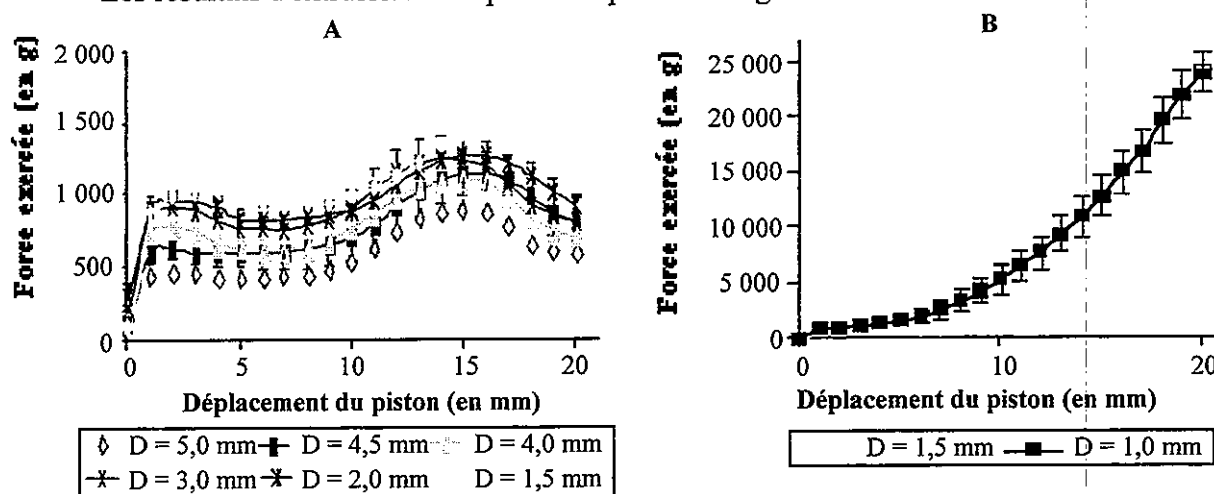 A
Force exercée [en g]
2 000
1 500
1 000
500
0
0 5 10 15 20
Déplacement du piston (en mm)
◊ D = 5,0 mm D = 4,5 mm D = 4,0 mm
D = 3,0 mm D = 2,0 mm D = 1,5 mm
B
Force exercée [en g]
25 000
20 000
15 000
10 000
5 000
0
0 10 20
Déplacement du piston (en mm)
D = 1,5 mm D = 1,0 mm